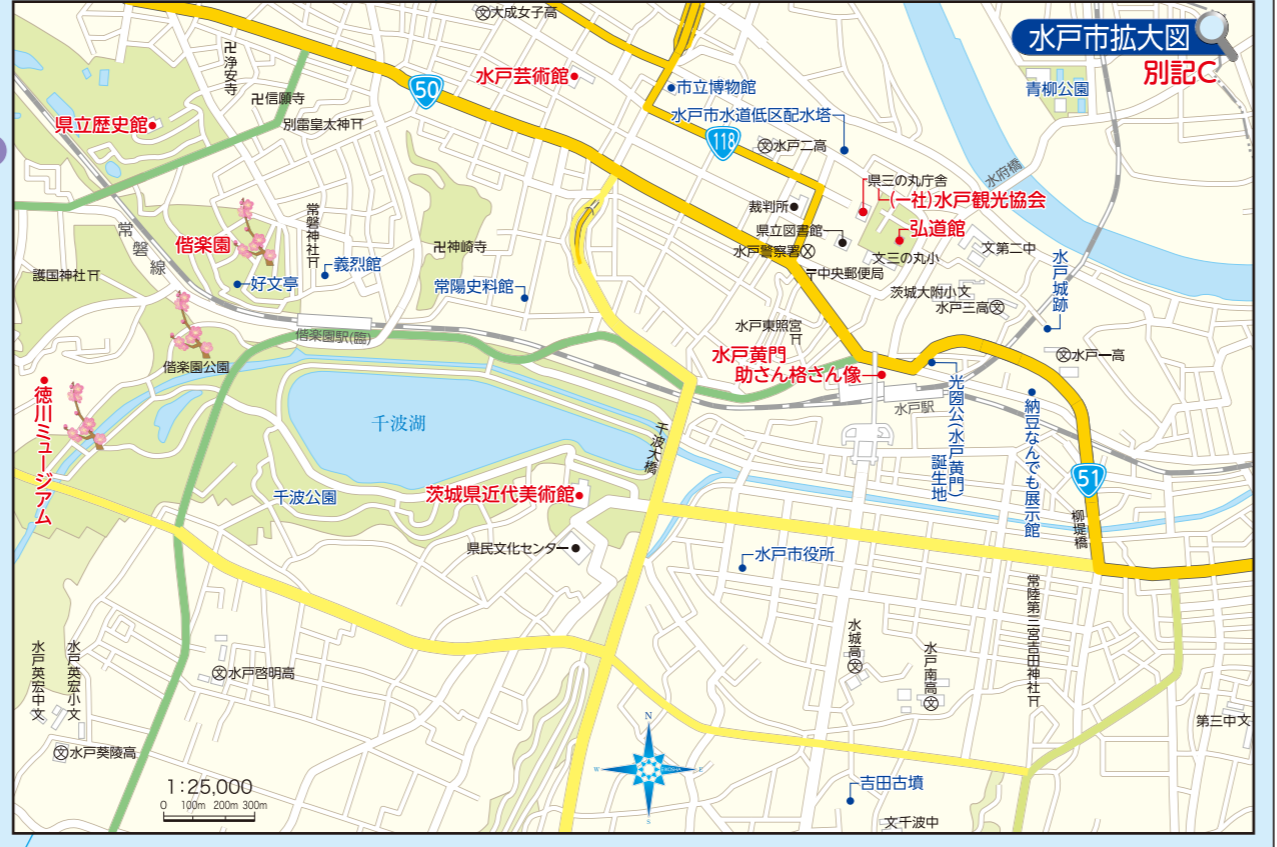 水戸市拡大図
別記C
文大成女子高
卍浄安寺
水戸芸術館
50
市立博物館
青柳公園
卍信願寺
県立歴史館
別雷皇太神
水戸市水道低区配水塔
118
文水戸二高
水府橋
県三の丸庁舎
(一社)水戸観光協会
裁判所
弘道館
県立図書館
水戸警察署
文三の丸小
文第二中
〒中央郵便局
水戸城跡
常磐線
偕楽園
常磐神社
卍神崎寺
義烈館
護国神社
好文亭
常陽史料館
茨城大附小文
水戸三高文
水戸東照宮
偕楽園駅(臨)
水戸黄門
助さん格さん像
文水戸一高
偕楽園公園
徳川ミュージアム
水戸駅
光圀公(水戸黄門)
誕生地
納豆なんでも展示館
千波湖
千波大橋
51
千波公園
茨城県近代美術館
柳堤橋
県民文化センター
水戸市役所
常陸第三宮吉田神社
水城高文
水戸南高文
水戸英宏中文
水戸英宏小文
文水戸啓明高
第三中文
文水戸葵陵高
N
W
E
S
1:25,000
0 100m 200m 300m
吉田古墳
文千波中